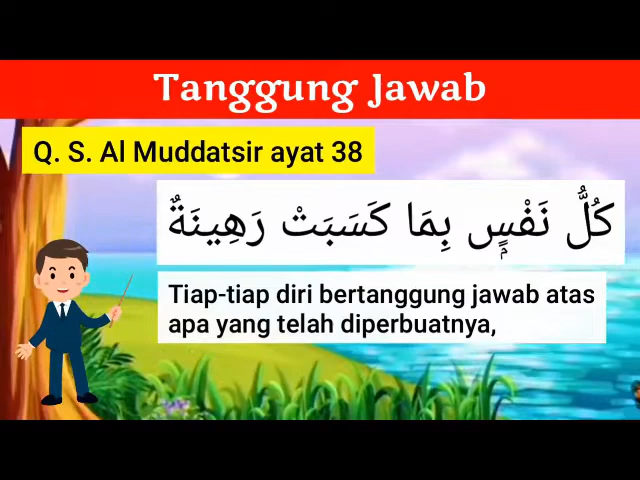 Tanggung Jawab
Q. S. Al Muddatsir ayat 38
كُلُّ نَفْسٍۭ بِمَا كَسَبَتْ رَهِينَةٌ
Tiap-tiap diri bertanggung jawab atas
apa yang telah diperbuatnya,